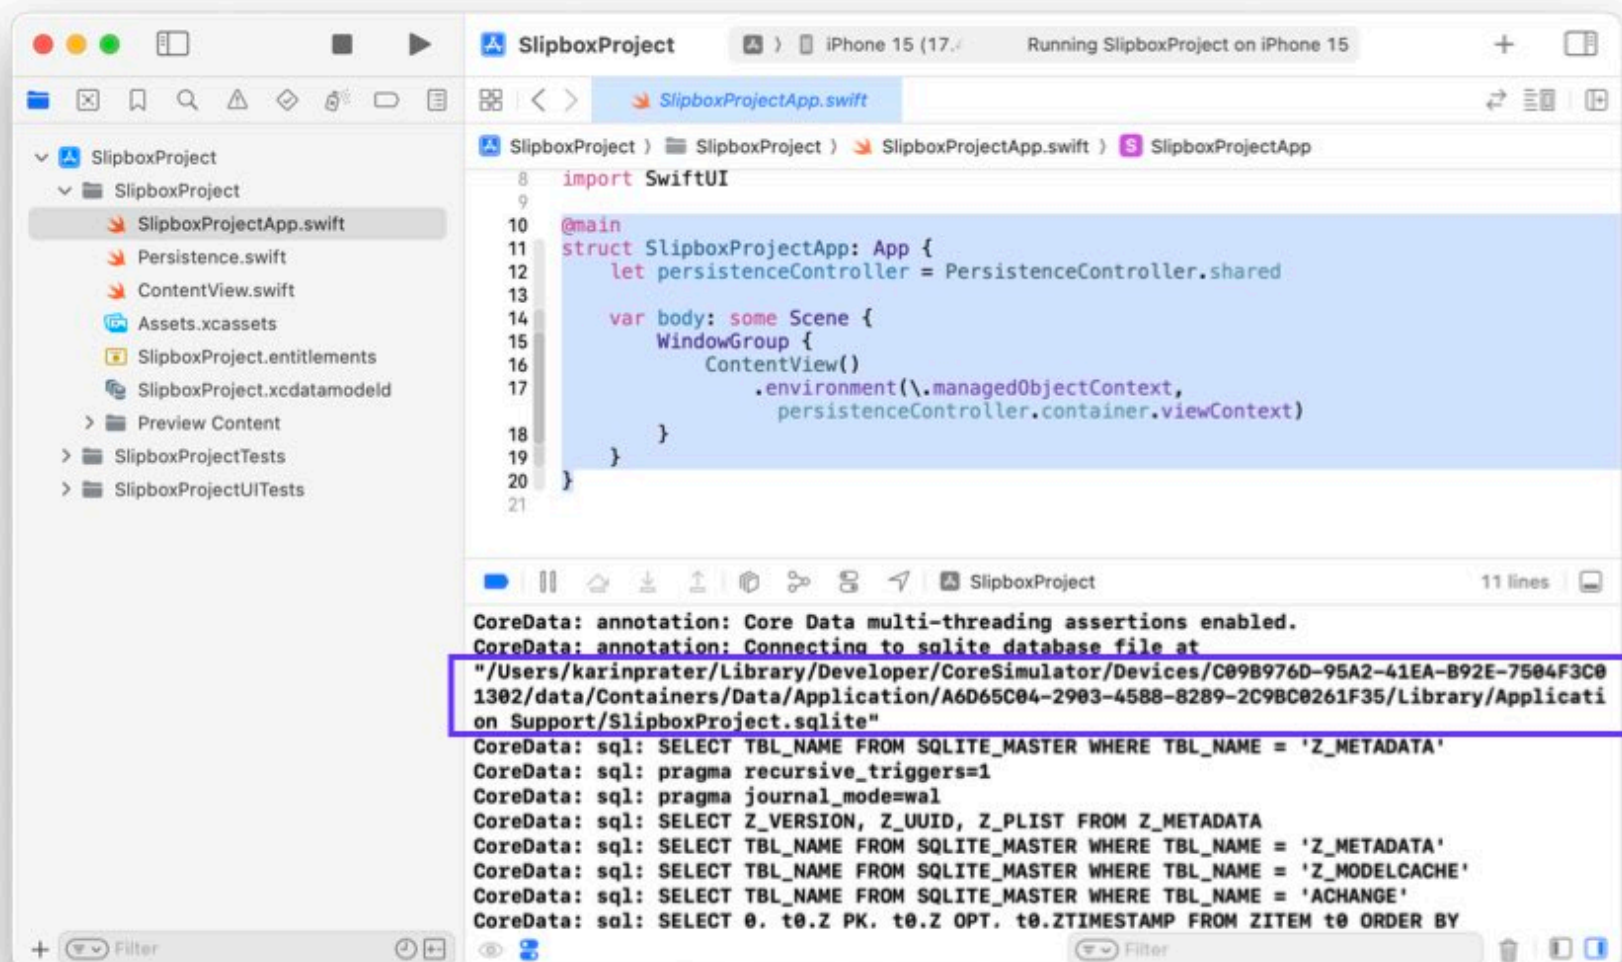 SlipboxProject
iPhone 15 (17.
Running SlipboxProject on iPhone 15
SlipboxProjectApp.swift
SlipboxProject
SlipboxProject
SlipboxProjectApp.swift
Persistence.swift
ContentView.swift
Assets.xcassets
SlipboxProject.entitlements
SlipboxProject.xcdatamodeld
Preview Content
SlipboxProjectTests
SlipboxProjectUITests
Filter
SlipboxProject 〉 SlipboxProject 〉 SlipboxProjectApp.swift 〉 S SlipboxProjectApp
8 import SwiftUI
9
10 @main
11 struct SlipboxProjectApp: App {
12 let persistenceController = PersistenceController.shared
13
14 var body: some Scene {
15 WindowGroup {
16 ContentView()
17 .environment(\.managedObjectContext,
persistenceController.container.viewContext)
18 }
19 }
20 }
21
SlipboxProject
11 lines
CoreData: annotation: Core Data multi-threading assertions enabled.
CoreData: annotation: Connecting to sqlite database file at
"/Users/karinprater/Library/Developer/CoreSimulator/Devices/C09B976D-95A2-41EA-B92E-7504F3C0
1302/data/Containers/Data/Application/A6D65C04-2903-4588-8289-2C9BC0261F35/Library/Applicati
on Support/SlipboxProject.sqlite"
CoreData: sql: SELECT TBL_NAME FROM SQLITE_MASTER WHERE TBL_NAME = 'Z_METADATA'
CoreData: sql: pragma recursive_triggers=1
CoreData: sql: pragma journal_mode=wal
CoreData: sql: SELECT Z_VERSION, Z_UUID, Z_PLIST FROM Z_METADATA
CoreData: sql: SELECT TBL_NAME FROM SQLITE_MASTER WHERE TBL_NAME = 'Z_METADATA'
CoreData: sql: SELECT TBL_NAME FROM SQLITE_MASTER WHERE TBL_NAME = 'Z_MODELCACHE'
CoreData: sql: SELECT TBL_NAME FROM SQLITE_MASTER WHERE TBL_NAME = 'ACHANGE'
CoreData: sql: SELECT 0, t0.Z_PK, t0.Z_OPT, t0.ZTIMESTAMP FROM ZITEM t0 ORDER BY
Filter